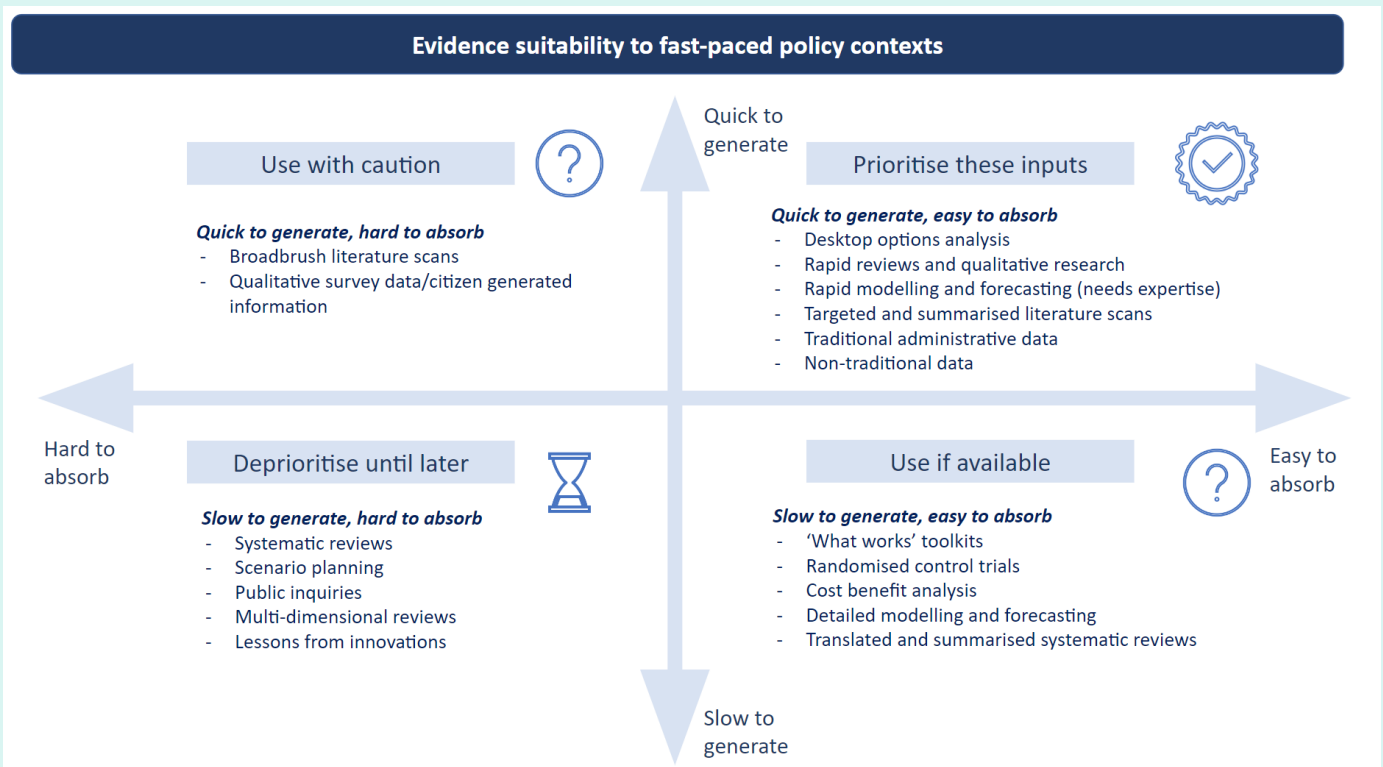 Evidence suitability to fast-paced policy contexts
Quick to
generate
Use with caution
Quick to generate, hard to absorb
- Broadbrush literature scans
- Qualitative survey data/citizen generated
information
Prioritise these inputs
Quick to generate, easy to absorb
- Desktop options analysis
- Rapid reviews and qualitative research
- Rapid modelling and forecasting (needs expertise)
- Targeted and summarised literature scans
- Traditional administrative data
- Non-traditional data
Hard to
absorb
Easy to
absorb
Deprioritise until later
Slow to generate, hard to absorb
- Systematic reviews
- Scenario planning
- Public inquiries
- Multi-dimensional reviews
- Lessons from innovations
Use if available
Slow to generate, easy to absorb
- ‘What works’ toolkits
- Randomised control trials
- Cost benefit analysis
- Detailed modelling and forecasting
- Translated and summarised systematic reviews
Slow to
generate